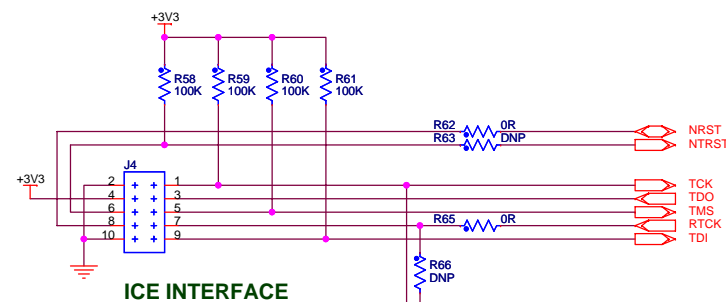 +3V3
R58 R59 R60 R61
100K 100K 100K 100K
R62 0R NRST
R63 DNP NTRST
J4
+3V3
2 1 TCK
4 3 TDO
6 5 TMS
8 7 R65 0R RTCK
10 9 TDI
R66
DNP
ICE INTERFACE